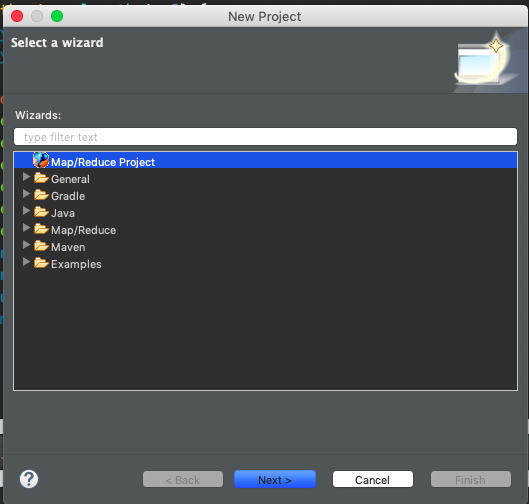 New Project
Select a wizard
Wizards:
type filter text
Map/Reduce Project
General
Gradle
Java
Map/Reduce
Maven
Examples
?
< Back
Next >
Cancel
Finish